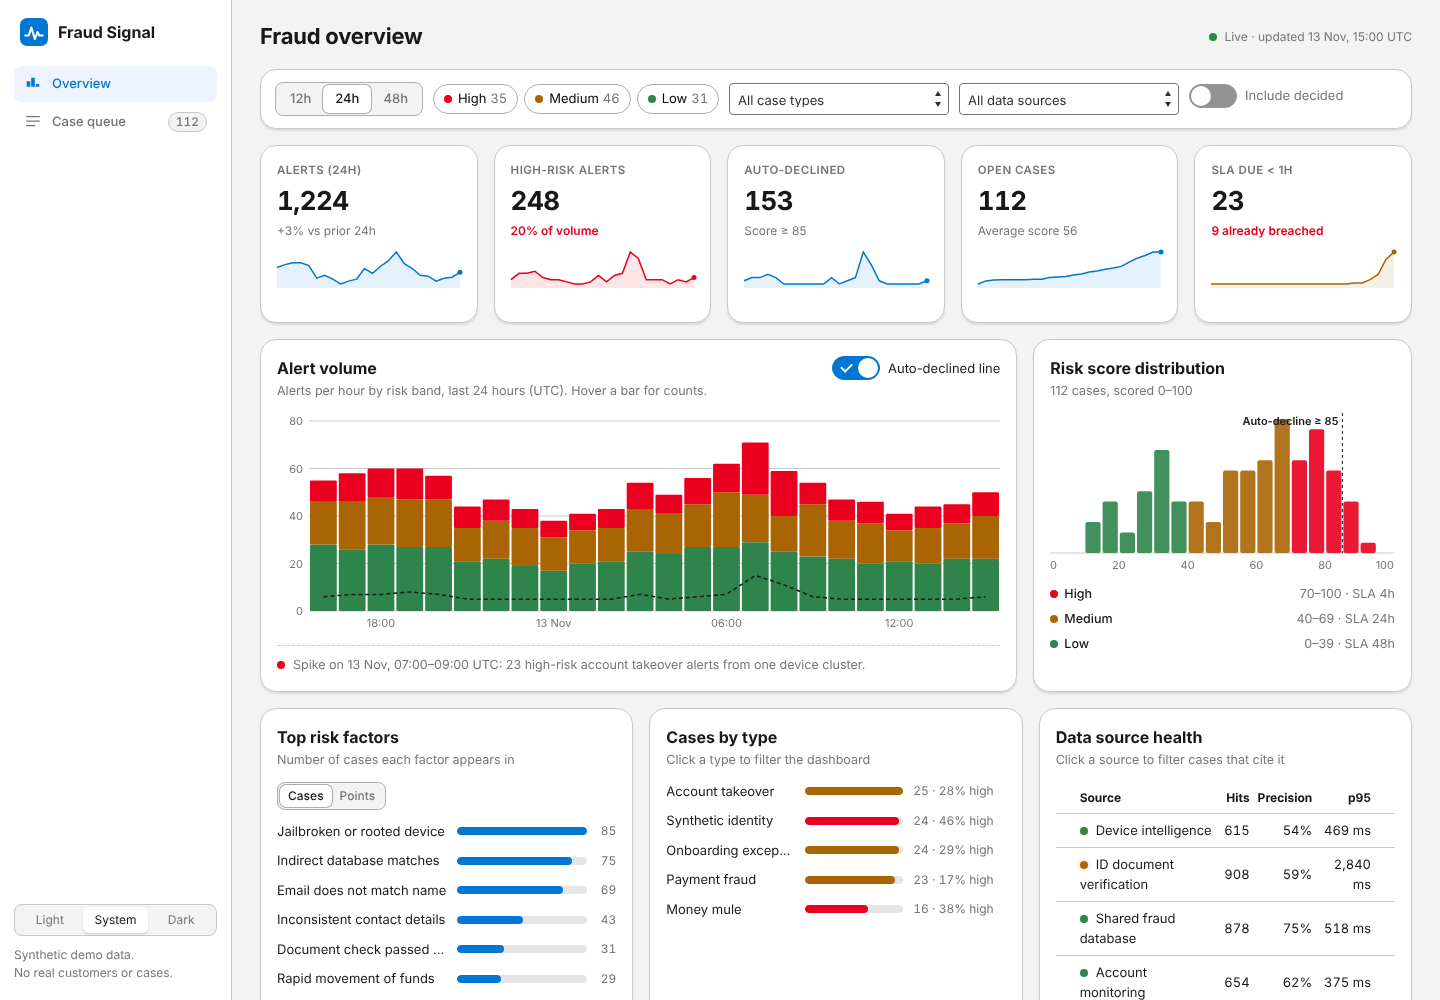 Fraud Signal
Overview
Case queue 112
Light System Dark
Synthetic demo data.
No real customers or cases.
Fraud overview
Live · updated 13 Nov, 15:00 UTC
12h 24h 48h High 35 Medium 46 Low 31 All case types All data sources Include decided
ALERTS (24H)
1,224
+3% vs prior 24h
HIGH-RISK ALERTS
248
20% of volume
AUTO-DECLINED
153
Score ≥ 85
OPEN CASES
112
Average score 56
SLA DUE < 1H
23
9 already breached
Alert volume
Auto-declined line
Alerts per hour by risk band, last 24 hours (UTC). Hover a bar for counts.
80
60
40
20
0
18:00 13 Nov 06:00 12:00
Spike on 13 Nov, 07:00–09:00 UTC: 23 high-risk account takeover alerts from one device cluster.
Risk score distribution
112 cases, scored 0–100
Auto-decline ≥ 85
0 20 40 60 80 100
High 70–100 · SLA 4h
Medium 40–69 · SLA 24h
Low 0–39 · SLA 48h
Top risk factors
Number of cases each factor appears in
Cases Points
Jailbroken or rooted device 85
Indirect database matches 75
Email does not match name 69
Inconsistent contact details 43
Document check passed ... 31
Rapid movement of funds 29
Cases by type
Click a type to filter the dashboard
Account takeover 25 · 28% high
Synthetic identity 24 · 46% high
Onboarding excep... 24 · 29% high
Payment fraud 23 · 17% high
Money mule 16 · 38% high
Data source health
Click a source to filter cases that cite it
Source Hits Precision p95
Device intelligence 615 54% 469 ms
ID document
verification 908 59% 2,840
ms
Shared fraud
database 878 75% 518 ms
Account
monitoring 654 62% 375 ms